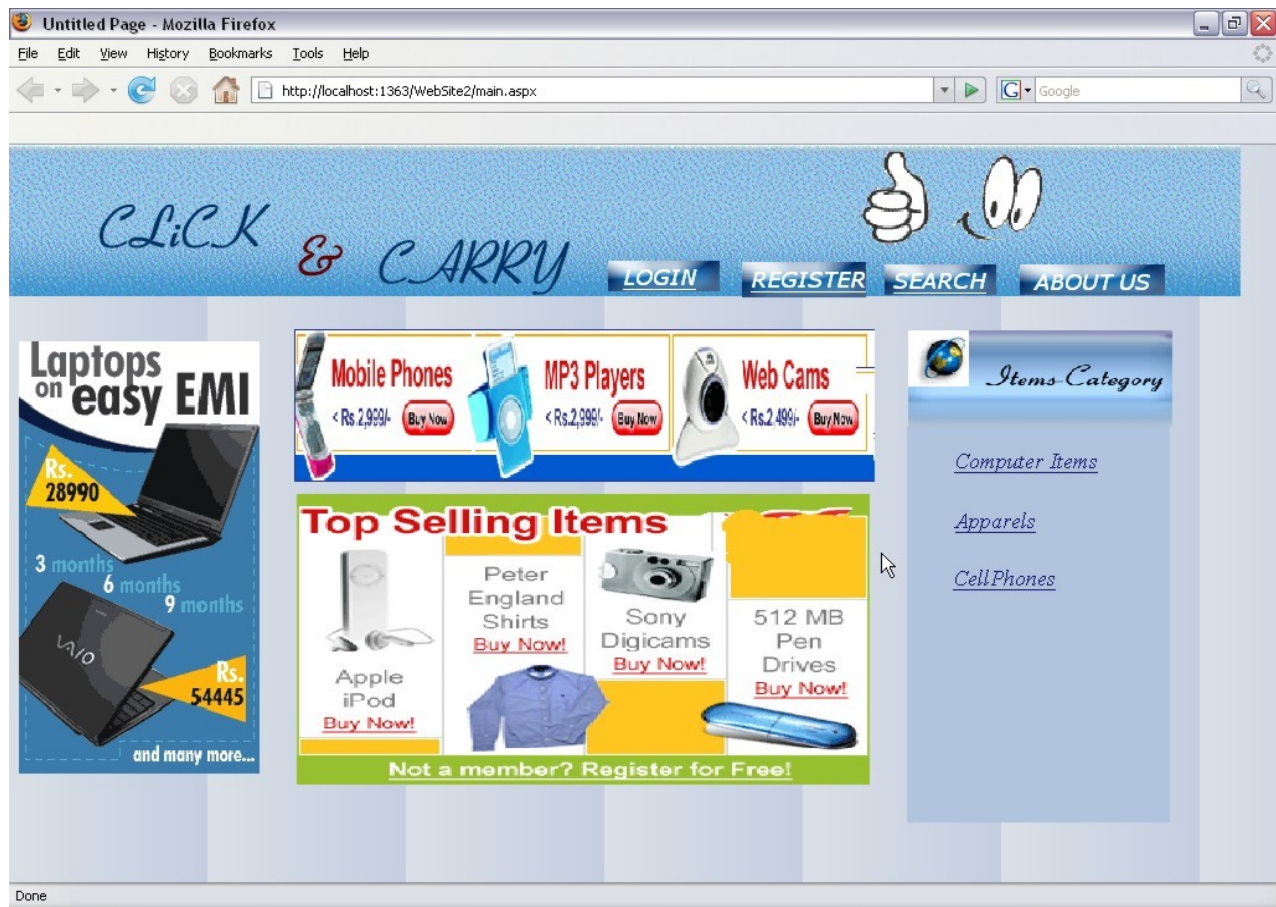 Untitled Page - Mozilla Firefox
File Edit View History Bookmarks Tools Help
http://localhost:1363/WebSite2/main.aspx
G Google
CLiCK & CARRY
LOGIN REGISTER SEARCH ABOUT US
Laptops
on easy EMI
Rs.
28990
3 months
6 months
9 months
VAIO
Rs.
54445
and many more...
Mobile Phones
< Rs.2,999/- Buy Now
MP3 Players
< Rs.2,999/- Buy Now
Web Cams
< Rs.2,499/- Buy Now
Top Selling Items
Apple
iPod
Buy Now!
Peter
England
Shirts
Buy Now!
Sony
Digicams
Buy Now!
512 MB
Pen
Drives
Buy Now!
Not a member? Register for Free!
Items-Category
Computer Items
Apparels
CellPhones
Done